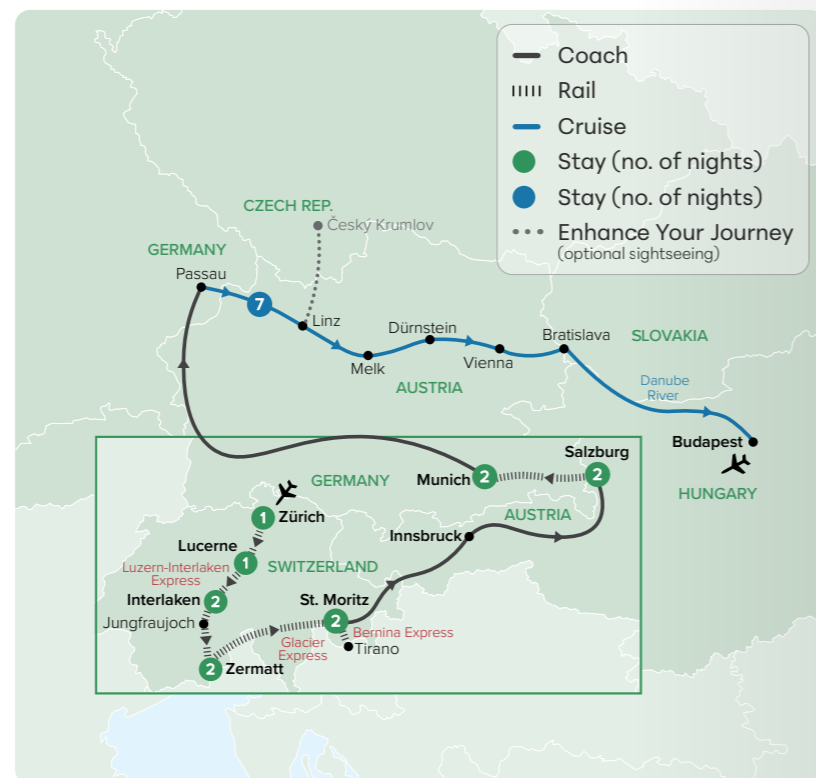 Coach
Rail
Cruise
Stay (no. of nights)
Stay (no. of nights)
Enhance Your Journey
(optional sightseeing)
CZECH REP.
Český Krumlov
GERMANY
Passau
7
Linz
Dürnstein
Bratislava
SLOVAKIA
Melk
Vienna
AUSTRIA
Danube
River
Budapest
HUNGARY
Salzburg
GERMANY
Munich
2
2
Zürich
1
AUSTRIA
Innsbruck
Lucerne
1
SWITZERLAND
Luzern-Interlaken
Express
Interlaken
2
St. Moritz
2
Jungfraujoch
Bernina Express
Glacier
Express
Tirano
2
Zermatt